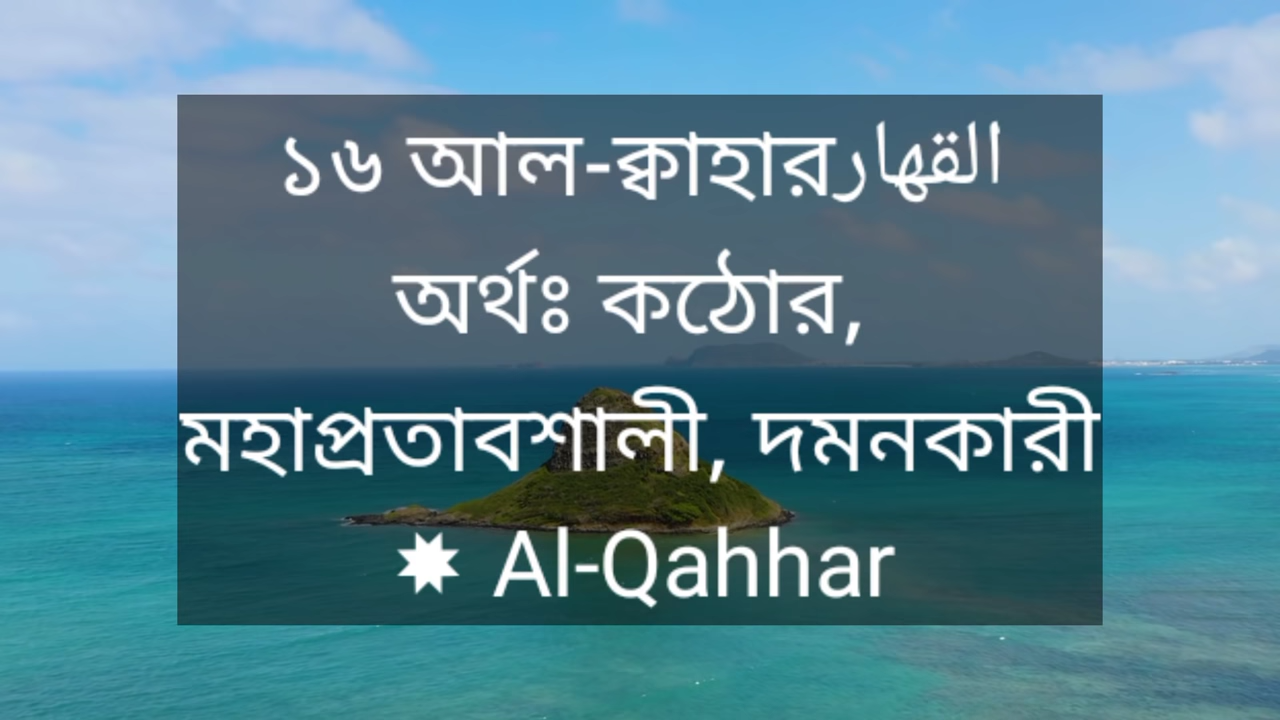 ১৬ আল-ক্বাহারالقهار
অর্থঃ কঠোর,
মহাপ্রতাবশালী, দমনকারী
✸ Al-Qahhar